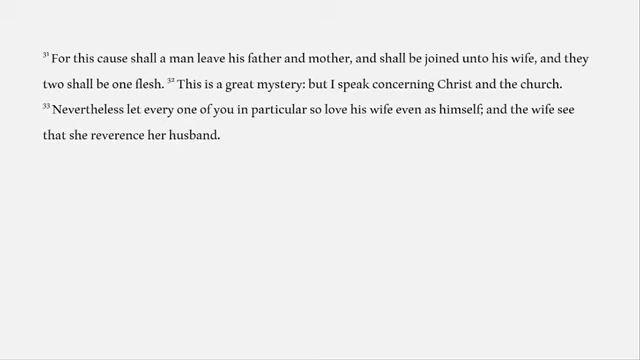 ³¹ For this cause shall a man leave his father and mother, and shall be joined unto his wife, and they
two shall be one flesh. ³² This is a great mystery: but I speak concerning Christ and the church.
³³ Nevertheless let every one of you in particular so love his wife even as himself; and the wife see
that she reverence her husband.